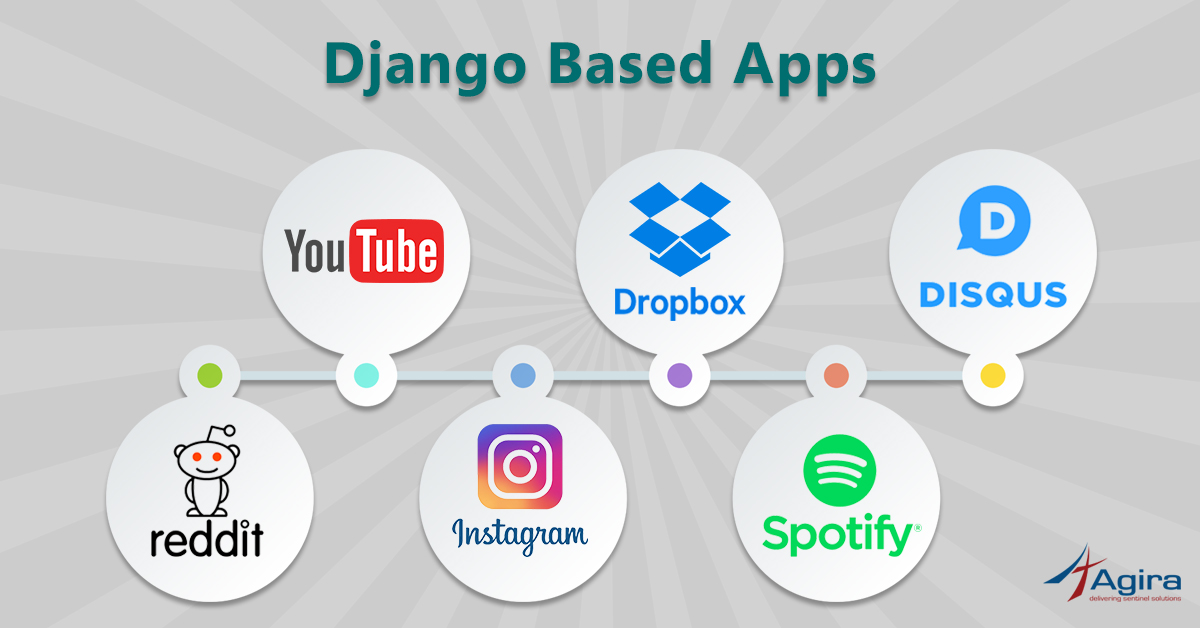 Django Based Apps
YouTube
Dropbox
D
DISQUS
reddit
Instagram
Spotify®
Agira
delivering sentinel solutions